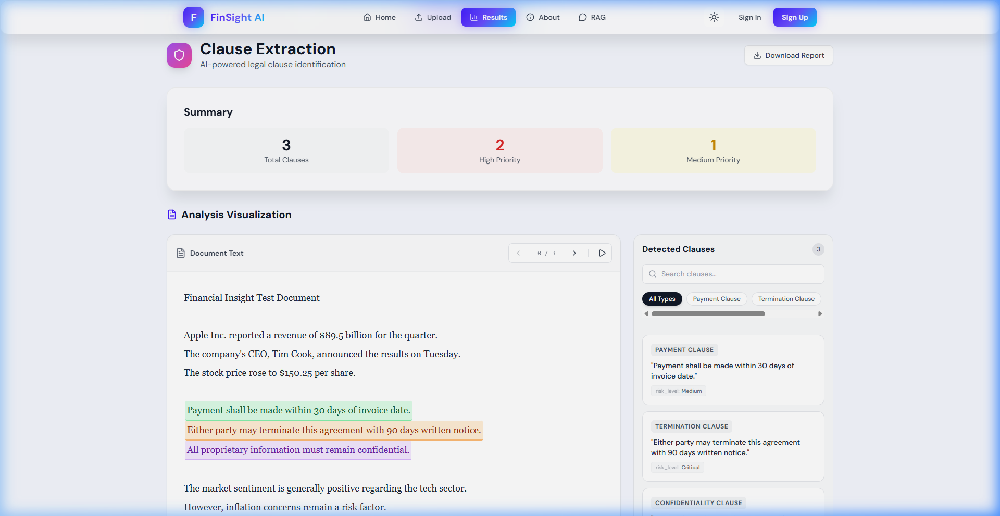 F FinSight AI
Home Upload Results About RAG
Sign In Sign Up
Clause Extraction
AI-powered legal clause identification
Download Report
Summary
3
Total Clauses
2
High Priority
1
Medium Priority
Analysis Visualization
Document Text
0 / 3
Financial Insight Test Document
Apple Inc. reported a revenue of $89.5 billion for the quarter.
The company's CEO, Tim Cook, announced the results on Tuesday.
The stock price rose to $150.25 per share.
Payment shall be made within 30 days of invoice date.
Either party may terminate this agreement with 90 days written notice.
All proprietary information must remain confidential.
The market sentiment is generally positive regarding the tech sector.
However, inflation concerns remain a risk factor.
Detected Clauses
3
Search clauses...
All Types Payment Clause Termination Clause
PAYMENT CLAUSE
"Payment shall be made within 30 days of
invoice date."
risk_level: Medium
TERMINATION CLAUSE
"Either party may terminate this agreement
with 90 days written notice."
risk_level: Critical
CONFIDENTIALITY CLAUSE